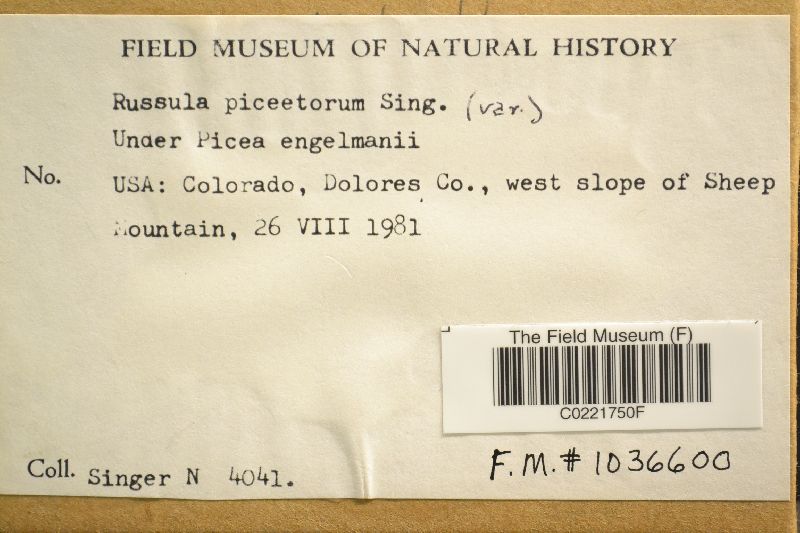 FIELD MUSEUM OF NATURAL HISTORY
Russula piceetorum Sing. (var.)
Under Picea engelmanii
No.
USA: Colorado, Dolores Co., west slope of Sheep
Mountain, 26 VIII 1981
The Field Museum (F)
C0221750F
F.M.# 1036600
Coll. Singer N 4041.